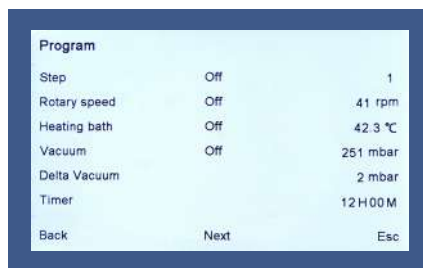 Program
Step Off 1
Rotary speed Off 41 rpm
Heating bath Off 42.3 ℃
Vacuum Off 251 mbar
Delta Vacuum 2 mbar
Timer 12H00M
Back Next Esc